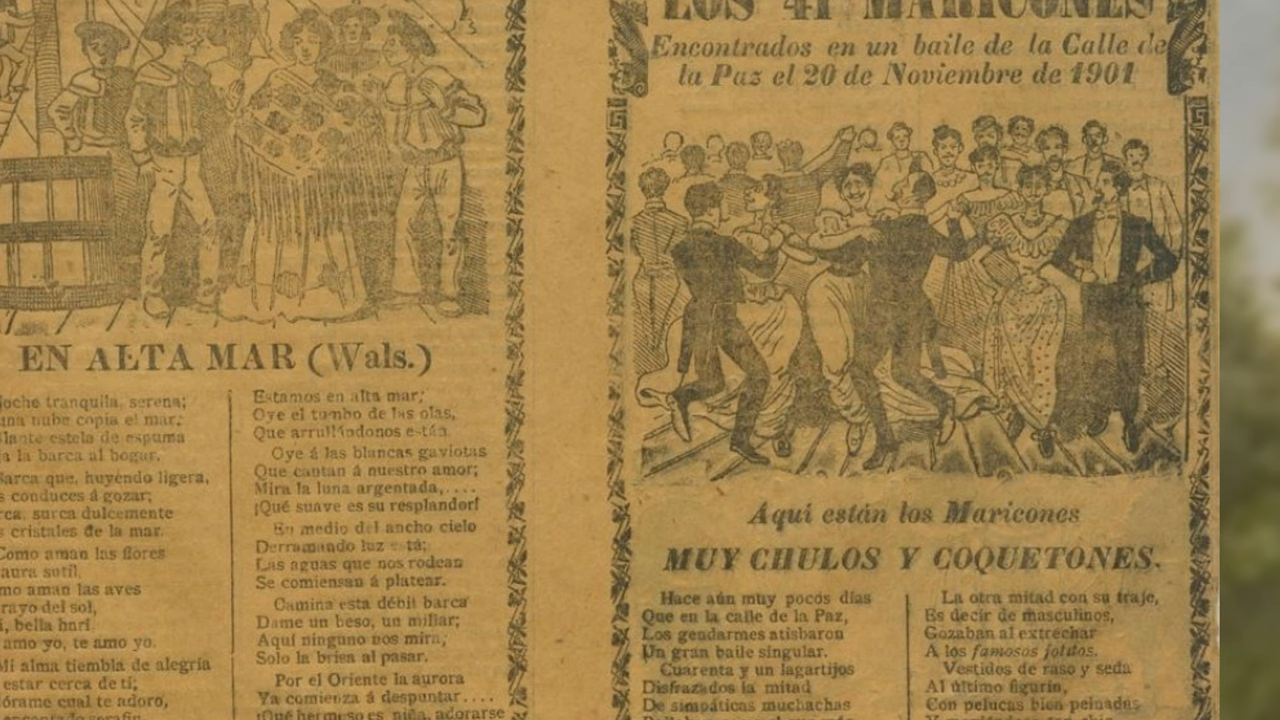 EN ALTA MAR (Wals.)
oche tranquila, serena;
una nube copia el mar;
lante estela de espuma
a la barca al bogar.
Barca que, huyendo ligera,
s conduces á gozar;
rca, surca dulcemente
s cristales de la mar.
Como aman las flores
aura sutil,
mo aman las aves
rayo del sol,
i, bella hurí
amo yo, te amo yo.
Mi alma tiembla de alegría
estar cerca de tí;
dórame cual te adoro,
Estamos en alta mar;
Oye el tumbo de las olas,
Que arrullándonos están.
Oye á las blancas gaviotas
Que cantan á nuestro amor;
Mira la luna argentada,....
¡Qué suave es su resplandor!
En medio del ancho cielo
Derramando luz está;
Las aguas que nos rodean
Se comiensan á platear.
Camina esta débil barca
Dame un beso, un millar;
Aquí ninguno nos mira;
Solo la brisa al pasar.
Por el Oriente la aurora
Ya comienza á despuntar....
¡Qué hermoso es, niña, adorarse
LOS 41 MARICONES
Encontrados en un baile de la Calle de
la Paz el 20 de Noviembre de 1901
Aquí están los Maricones
MUY CHULOS Y COQUETONES.
Hace aún muy pocos días
Que en la calle de la Paz,
Los gendarmes atisbaron
Un gran baile singular.
Cuarenta y un lagartijos
Disfrazados la mitad
De simpáticas muchachas
La otra mitad con su traje,
Es decir de masculinos,
Gozaban al extrechar
A los famosos jotitos.
Vestidos de raso y seda
Al último figurín,
Con pelucas bien peinadas